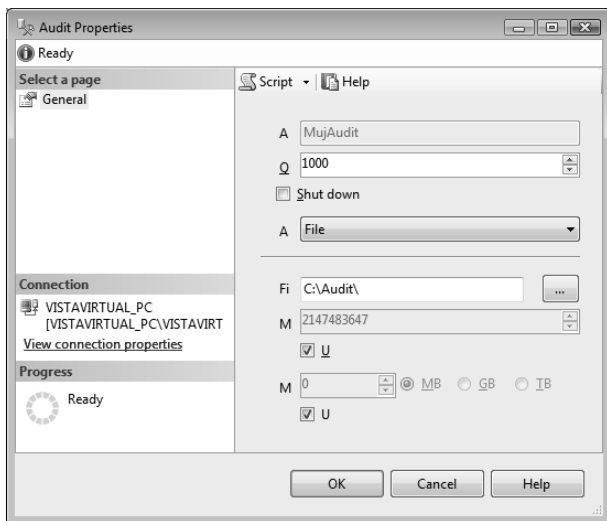 Audit Properties
Ready
Select a page
General
Script Help
A MujAudit
Q 1000
Shut down
A File
Connection
VISTAVIRTUAL_PC
[VISTAVIRTUAL_PC\VISTAVIRT
View connection properties
Fi C:\Audit\ ...
M 2147483647
U
Progress
Ready
M 0 MB GB TB
U
OK Cancel Help